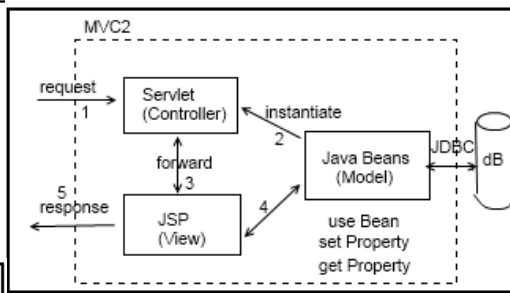 MVC2
request
1
Servlet
(Controller)
instantiate
2
forward
3
Java Beans
(Model)
JDBC
dB
5
response
JSP
(View)
4
use Bean
set Property
get Property